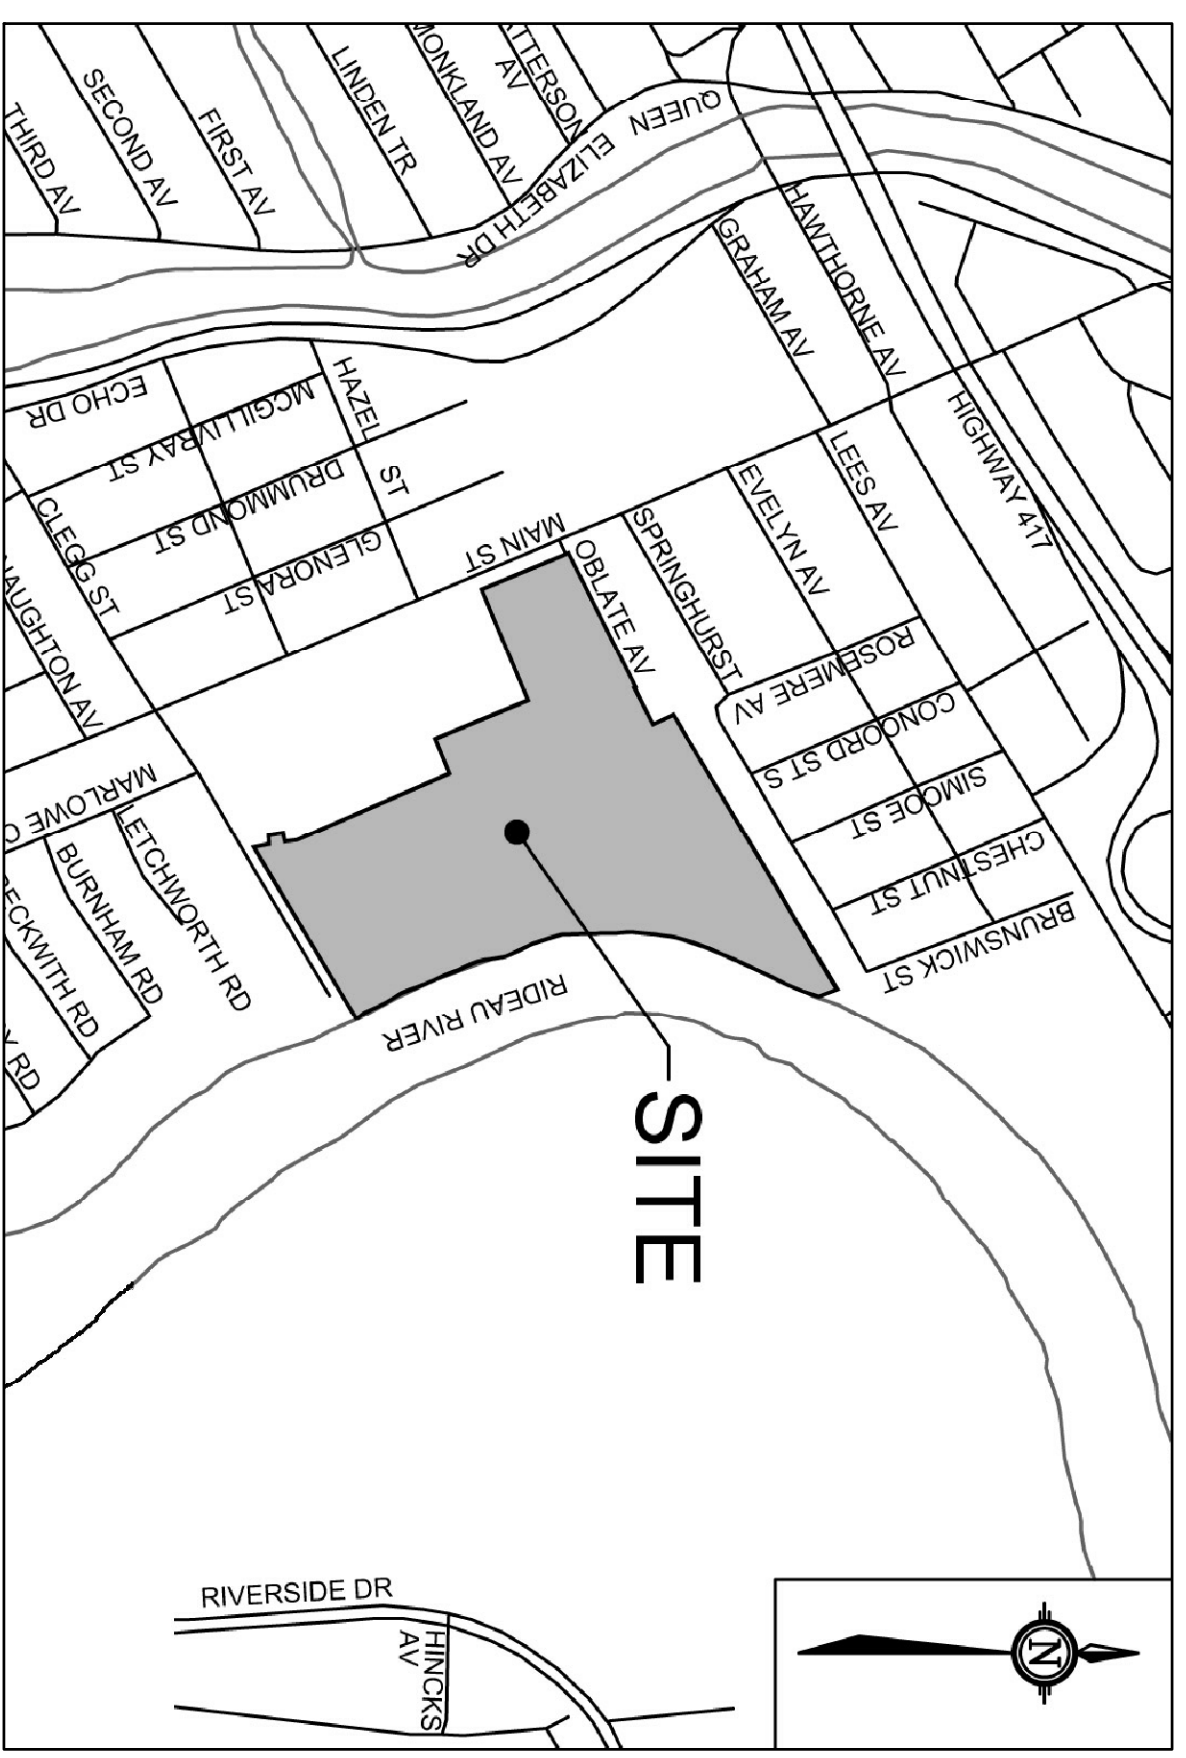 THIRD AV
SECOND AV
FIRST AV
LINDEN TR
MONKLAND AV
ATTERSON
AV
QUEEN ELIZABETH DR
HAWTHORNE AV
GRAHAM AV
ECHO DR
MCGILLIVRAY ST
HAZEL ST
DRUMMOND ST
GLENORA ST
CLEGG ST
AUGHTON AV
MAIN ST
OBLATE AV
SPRINGHURST
EVELYN AV
LEES AV
HIGHWAY 417
ROSEMERE AV
CONCORD ST S
SIMCOE ST
CHESTNUT ST
BRUNSWICK ST
MARLOWE C
LETCHWORTH RD
BURNHAM RD
ECKWITH RD
RD
RIDEAU RIVER
SITE
RIVERSIDE DR
HINCKS
AV
N